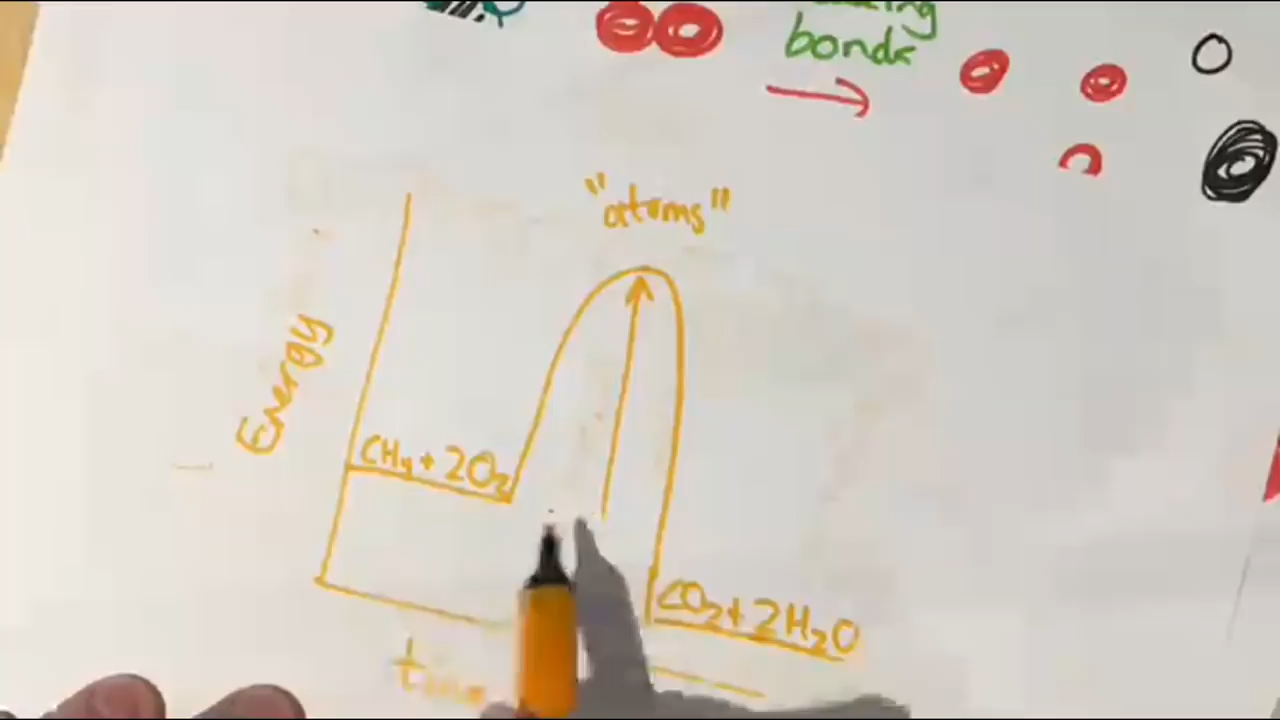 bonds
"atoms"
Energy
CH₄ + 2O₂
CO₂ + 2H₂O